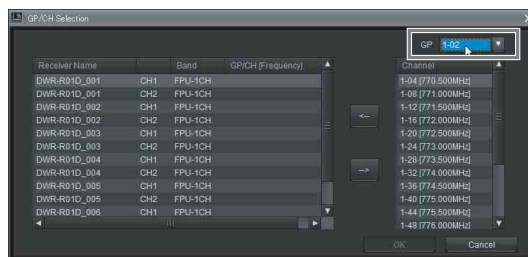 GP/CH Selection
GP 1-02
Receiver Name Band GP/CH [Frequency] Channel
DWR-R01D_001 CH1 FPU-1CH 1-04 [770.500MHz]
DWR-R01D_001 CH2 FPU-1CH 1-08 [771.000MHz]
DWR-R01D_002 CH1 FPU-1CH 1-12 [771.500MHz]
DWR-R01D_002 CH2 FPU-1CH 1-16 [772.000MHz]
<--
DWR-R01D_003 CH1 FPU-1CH 1-20 [772.500MHz]
DWR-R01D_003 CH2 FPU-1CH 1-24 [773.000MHz]
DWR-R01D_004 CH1 FPU-1CH 1-28 [773.500MHz]
DWR-R01D_004 CH2 FPU-1CH --> 1-32 [774.000MHz]
DWR-R01D_005 CH1 FPU-1CH 1-36 [774.500MHz]
DWR-R01D_005 CH2 FPU-1CH 1-40 [775.000MHz]
DWR-R01D_006 CH1 FPU-1CH 1-44 [775.500MHz]
1-48 [776.000MHz]
OK Cancel